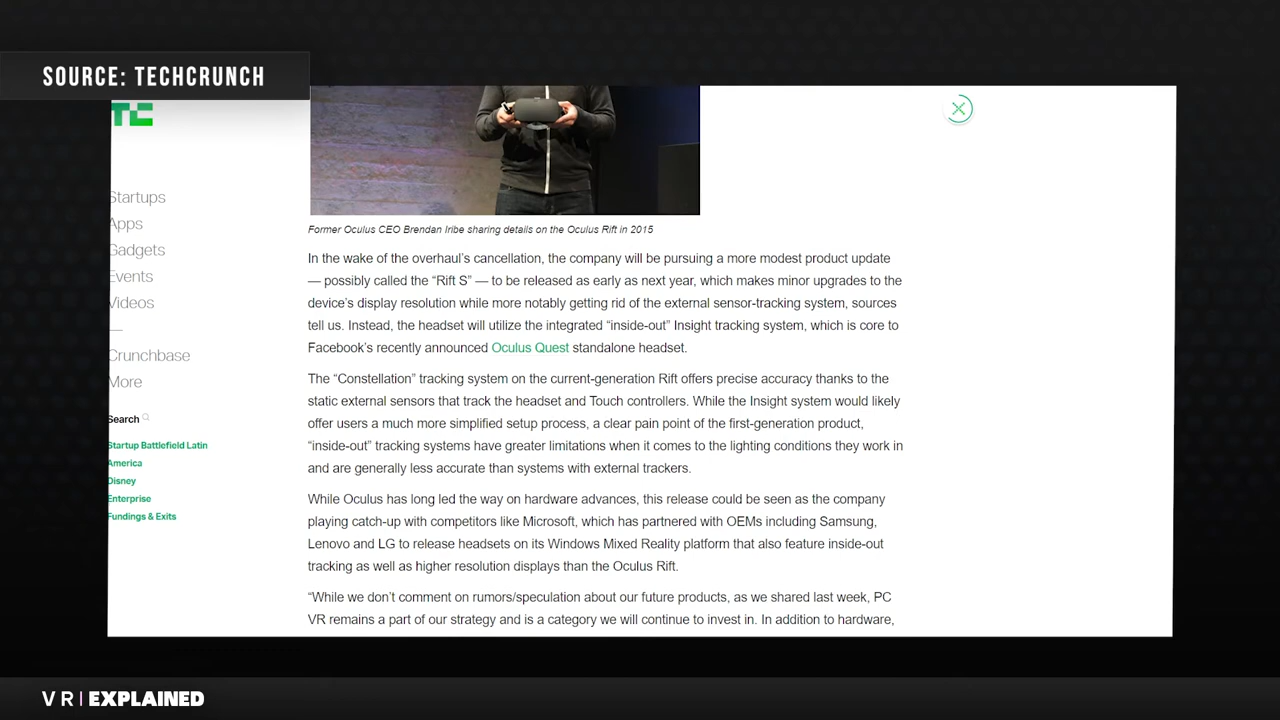 SOURCE: TECHCRUNCH
TC
Startups
Apps
Gadgets
Events
Videos
—
Crunchbase
More
Search
Startup Battlefield Latin
America
Disney
Enterprise
Fundings & Exits
Former Oculus CEO Brendan Iribe sharing details on the Oculus Rift in 2015
In the wake of the overhaul’s cancellation, the company will be pursuing a more modest product update
— possibly called the “Rift S” — to be released as early as next year, which makes minor upgrades to the
device’s display resolution while more notably getting rid of the external sensor-tracking system, sources
tell us. Instead, the headset will utilize the integrated “inside-out” Insight tracking system, which is core to
Facebook’s recently announced Oculus Quest standalone headset.
The “Constellation” tracking system on the current-generation Rift offers precise accuracy thanks to the
static external sensors that track the headset and Touch controllers. While the Insight system would likely
offer users a much more simplified setup process, a clear pain point of the first-generation product,
“inside-out” tracking systems have greater limitations when it comes to the lighting conditions they work in
and are generally less accurate than systems with external trackers.
While Oculus has long led the way on hardware advances, this release could be seen as the company
playing catch-up with competitors like Microsoft, which has partnered with OEMs including Samsung,
Lenovo and LG to release headsets on its Windows Mixed Reality platform that also feature inside-out
tracking as well as higher resolution displays than the Oculus Rift.
“While we don’t comment on rumors/speculation about our future products, as we shared last week, PC
VR remains a part of our strategy and is a category we will continue to invest in. In addition to hardware,
VR | EXPLAINED